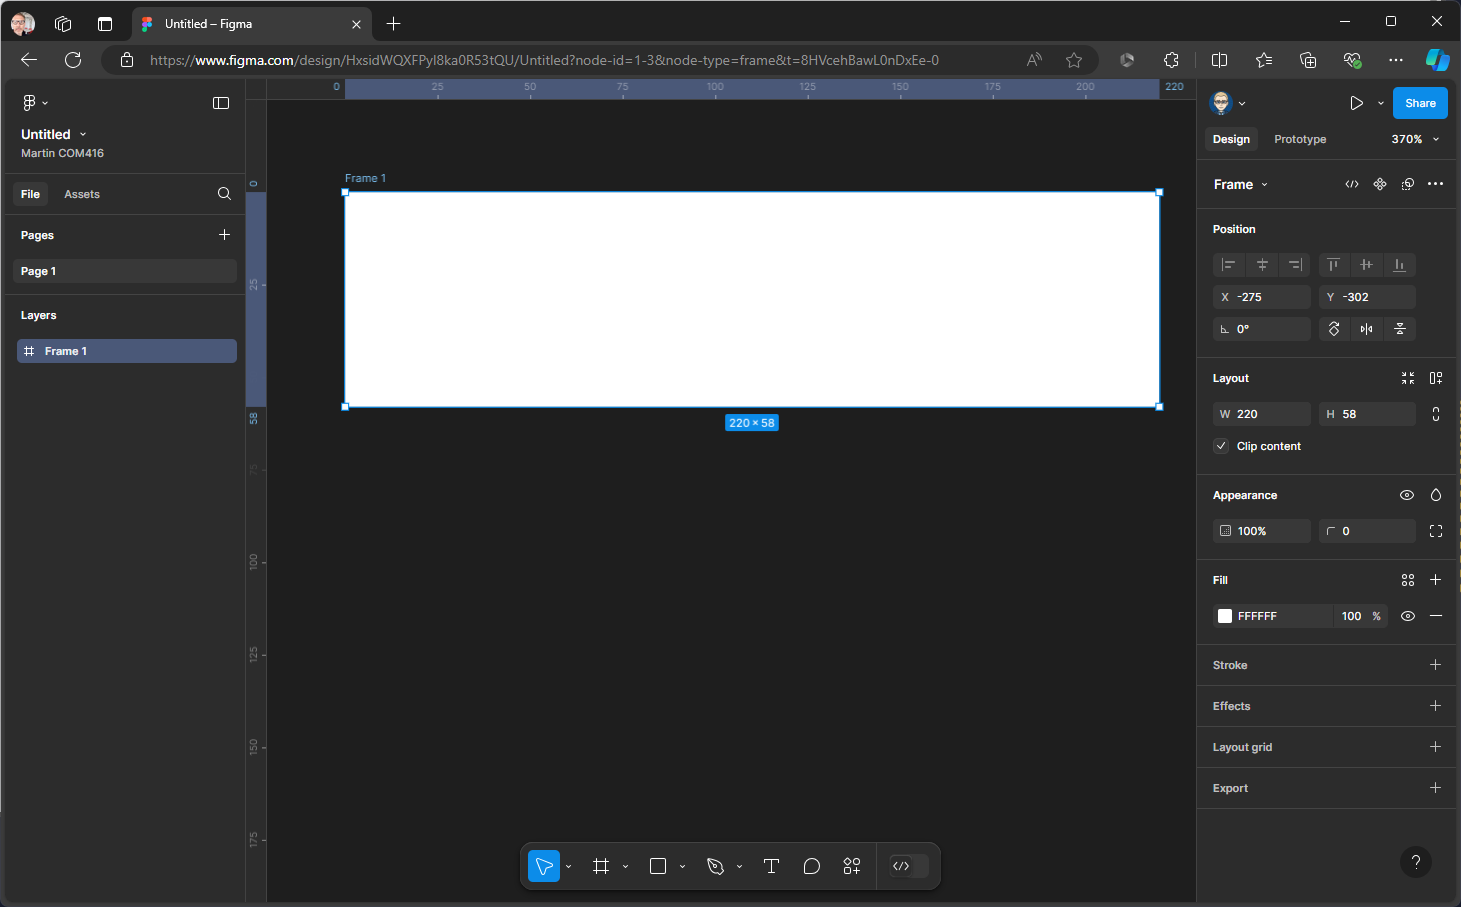 Untitled – Figma
https://www.figma.com/design/HxsidWQXFPyI8ka0R53tQU/Untitled?node-id=1-3&node-type=frame&t=8HVcehBawL0nDxEe-0
0 25 50 75 100 125 150 175 200 220
Untitled
Martin COM416
File Assets
Pages
Page 1
Layers
Frame 1
0
25
58
75
100
125
150
175
Frame 1
220 × 58
Share
Design Prototype 370%
Frame
Position
X -275 Y -302
0°
Layout
W 220 H 58
Clip content
Appearance
100% 0
Fill
FFFFFF 100 %
Stroke
Effects
Layout grid
Export
?